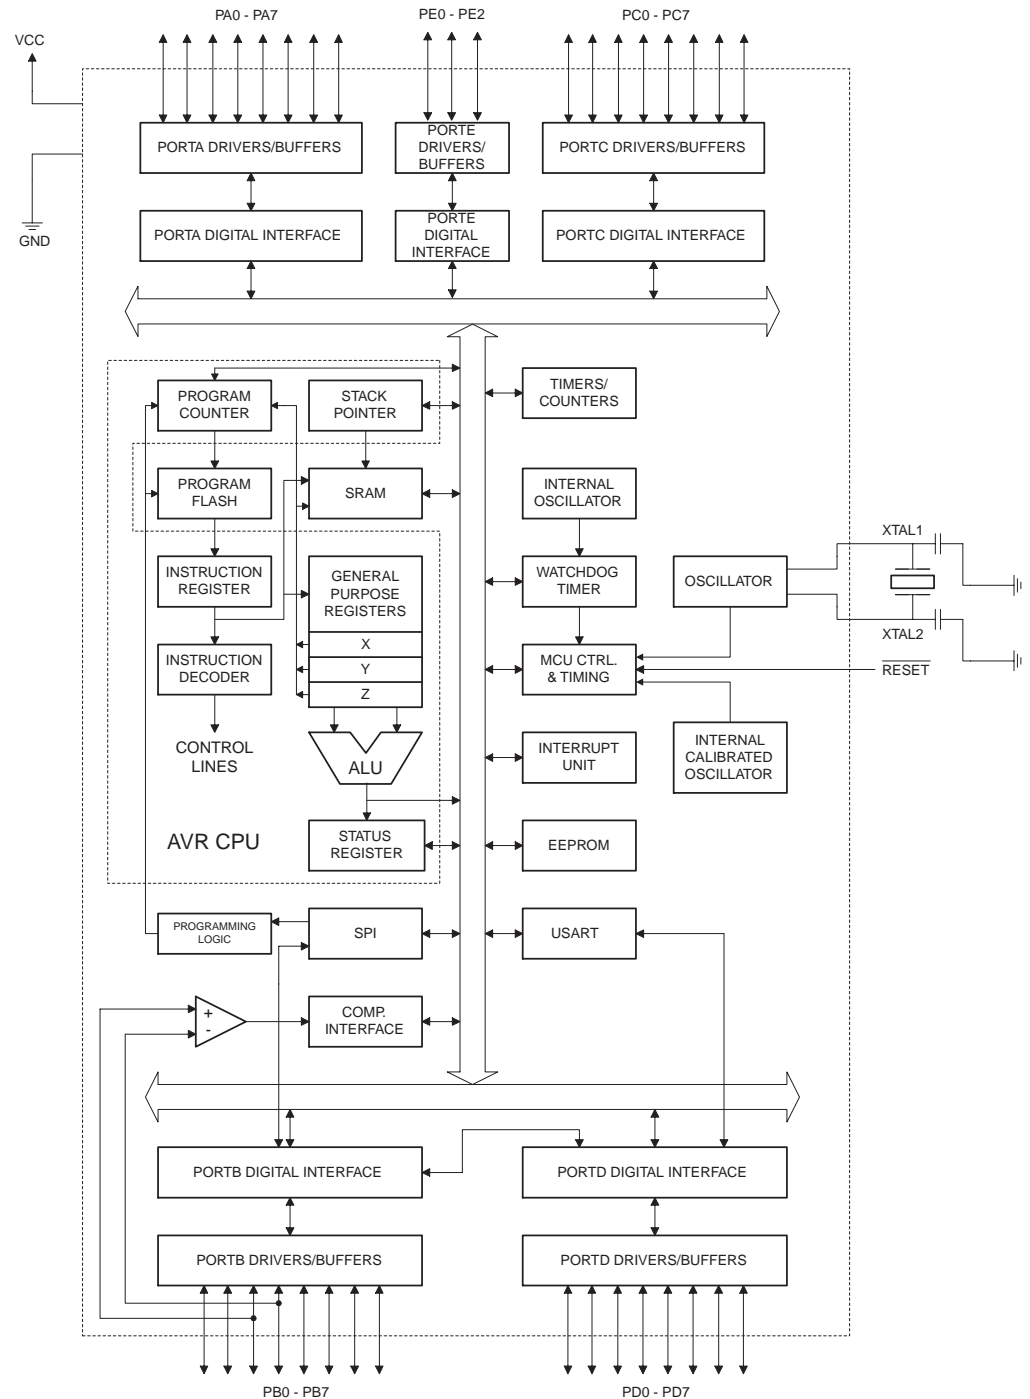 PA0 - PA7
PE0 - PE2
PC0 - PC7
VCC
PORTA DRIVERS/BUFFERS
PORTE
DRIVERS/
BUFFERS
PORTC DRIVERS/BUFFERS
GND
PORTA DIGITAL INTERFACE
PORTE
DIGITAL
INTERFACE
PORTC DIGITAL INTERFACE
PROGRAM
COUNTER
STACK
POINTER
TIMERS/
COUNTERS
PROGRAM
FLASH
SRAM
INTERNAL
OSCILLATOR
XTAL1
INSTRUCTION
REGISTER
GENERAL
PURPOSE
REGISTERS
WATCHDOG
TIMER
OSCILLATOR
XTAL2
X
Y
Z
INSTRUCTION
DECODER
MCU CTRL.
& TIMING
RESET
CONTROL
LINES
ALU
INTERRUPT
UNIT
INTERNAL
CALIBRATED
OSCILLATOR
AVR CPU
STATUS
REGISTER
EEPROM
PROGRAMMING
LOGIC
SPI
USART
+
-
COMP.
INTERFACE
PORTB DIGITAL INTERFACE
PORTD DIGITAL INTERFACE
PORTB DRIVERS/BUFFERS
PORTD DRIVERS/BUFFERS
PB0 - PB7
PD0 - PD7